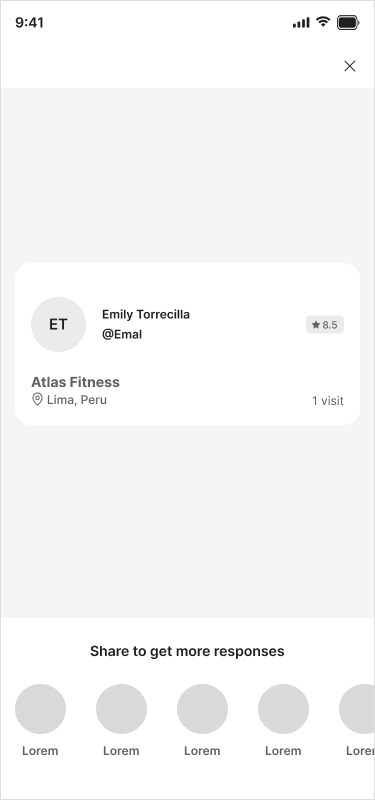 9:41
ET
Emily Torrecilla
@Emal
8.5
Atlas Fitness
Lima, Peru
1 visit
Share to get more responses
Lorem
Lorem
Lorem
Lorem
Lorer